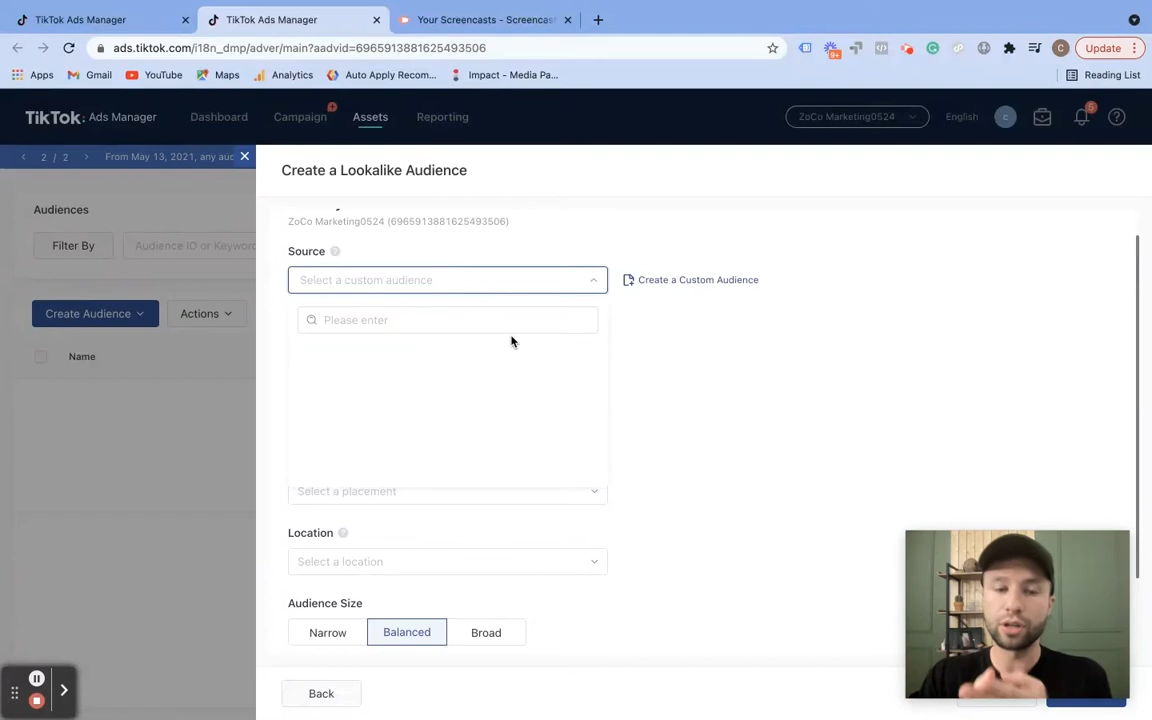 TikTok Ads Manager
TikTok Ads Manager
Your Screencasts - Screencas
ads.tiktok.com/i18n_dmp/adver/main?aadvid=6965913881625493506
9+
C
Update
Apps
Gmail
YouTube
Maps
Analytics
Auto Apply Recom...
Impact - Media Pa...
Reading List
TikTok: Ads Manager
Dashboard
Campaign
Assets
Reporting
ZoCo Marketing0524
English
c
5
2 / 2
From May 13, 2021, any auc
Create a Lookalike Audience
Audiences
ZoCo Marketing0524 (6965913881625493506)
Filter By
Audience ID or Keyword
Source
Select a custom audience
Create a Custom Audience
Create Audience
Actions
Please enter
Name
Select a placement
Location
Select a location
Audience Size
Narrow
Balanced
Broad
Back